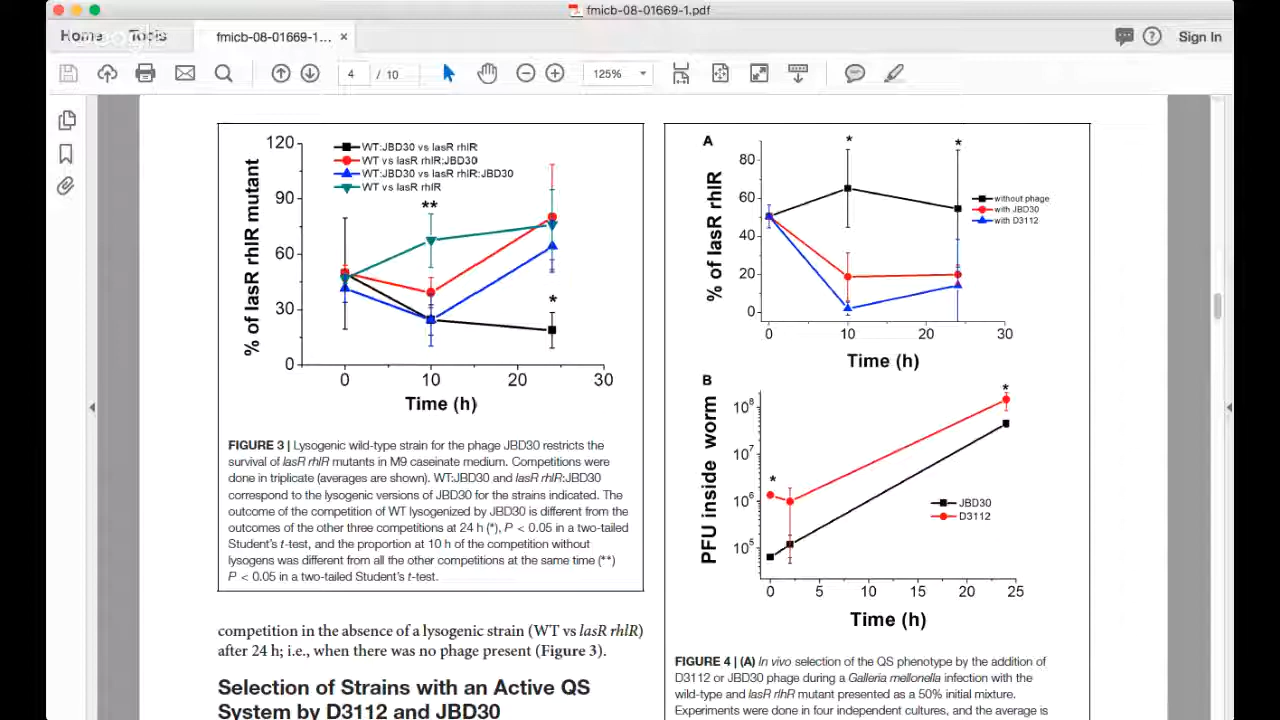 fmicb-08-01669-1.pdf
Home Tools fmicb-08-01669-1... × Sign In
4 / 10 125%
120
90
60
30
0
% of lasR rhlR mutant
WT:JBD30 vs lasR rhlR
WT vs lasR rhlR:JBD30
WT:JBD30 vs lasR rhlR:JBD30
WT vs lasR rhlR
**
*
0 10 20 30
Time (h)
FIGURE 3 | Lysogenic wild-type strain for the phage JBD30 restricts the
survival of lasR rhlR mutants in M9 caseinate medium. Competitions were
done in triplicate (averages are shown). WT:JBD30 and lasR rhlR:JBD30
correspond to the lysogenic versions of JBD30 for the strains indicated. The
outcome of the competition of WT lysogenized by JBD30 is different from the
outcomes of the other three competitions at 24 h (*), P < 0.05 in a two-tailed
Student's t-test, and the proportion at 10 h of the competition without
lysogens was different from all the other competitions at the same time (**)
P < 0.05 in a two-tailed Student's t-test.
competition in the absence of a lysogenic strain (WT vs lasR rhlR)
after 24 h; i.e., when there was no phage present (Figure 3).
Selection of Strains with an Active QS
System by D3112 and JBD30
A
80
60
40
20
0
% of lasR rhlR
* *
without phage
with JBD30
with D3112
0 10 20 30
Time (h)
B
10^8
10^7
10^6
10^5
PFU inside worm
*
*
JBD30
D3112
0 5 10 15 20 25
Time (h)
FIGURE 4 | (A) In vivo selection of the QS phenotype by the addition of
D3112 or JBD30 phage during a Galleria mellonella infection with the
wild-type and lasR rlhR mutant presented as a 50% initial mixture.
Experiments were done in four independent cultures, and the average is